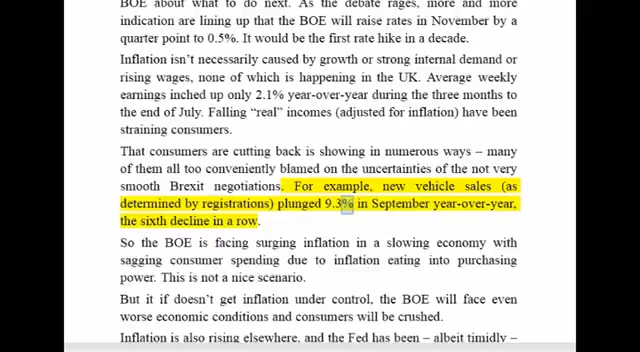 BOE about what to do next. As the debate rages, more and more
indication are lining up that the BOE will raise rates in November by a
quarter point to 0.5%. It would be the first rate hike in a decade.
Inflation isn't necessarily caused by growth or strong internal demand or
rising wages, none of which is happening in the UK. Average weekly
earnings inched up only 2.1% year-over-year during the three months to
the end of July. Falling "real" incomes (adjusted for inflation) have been
straining consumers.
That consumers are cutting back is showing in numerous ways – many
of them all too conveniently blamed on the uncertainties of the not very
smooth Brexit negotiations. For example, new vehicle sales (as
determined by registrations) plunged 9.3% in September year-over-year,
the sixth decline in a row.
So the BOE is facing surging inflation in a slowing economy with
sagging consumer spending due to inflation eating into purchasing
power. This is not a nice scenario.
But it if doesn't get inflation under control, the BOE will face even
worse economic conditions and consumers will be crushed.
Inflation is also rising elsewhere, and the Fed has been – albeit timidly –